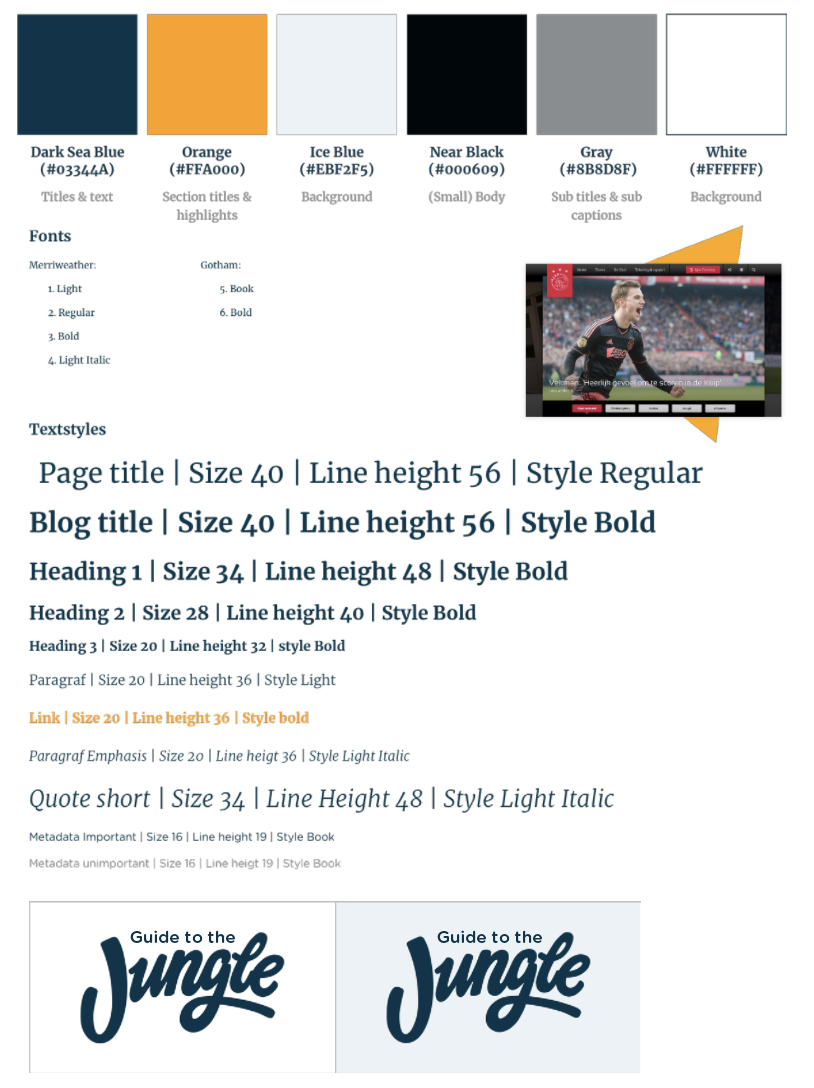 Dark Sea Blue
(#03344A)
Titles & text
Orange
(#FFA000)
Section titles &
highlights
Ice Blue
(#EBF2F5)
Background
Near Black
(#000609)
(Small) Body
Gray
(#8B8D8F)
Sub titles & sub
captions
White
(#FFFFFF)
Background
Fonts
Merriweather:
1. Light
2. Regular
3. Bold
4. Light Italic
Gotham:
5. Book
6. Bold
Veltman: 'Heerlijk gevoel om te scoren in de Kuip'
Textstyles
Page title | Size 40 | Line height 56 | Style Regular
Blog title | Size 40 | Line height 56 | Style Bold
Heading 1 | Size 34 | Line height 48 | Style Bold
Heading 2 | Size 28 | Line height 40 | Style Bold
Heading 3 | Size 20 | Line height 32 | style Bold
Paragraf | Size 20 | Line height 36 | Style Light
Link | Size 20 | Line height 36 | Style bold
Paragraf Emphasis | Size 20 | Line heigt 36 | Style Light Italic
Quote short | Size 34 | Line Height 48 | Style Light Italic
Metadata Important | Size 16 | Line height 19 | Style Book
Metadata unimportant | Size 16 | Line heigt 19 | Style Book
Guide to the
Jungle
Guide to the
Jungle